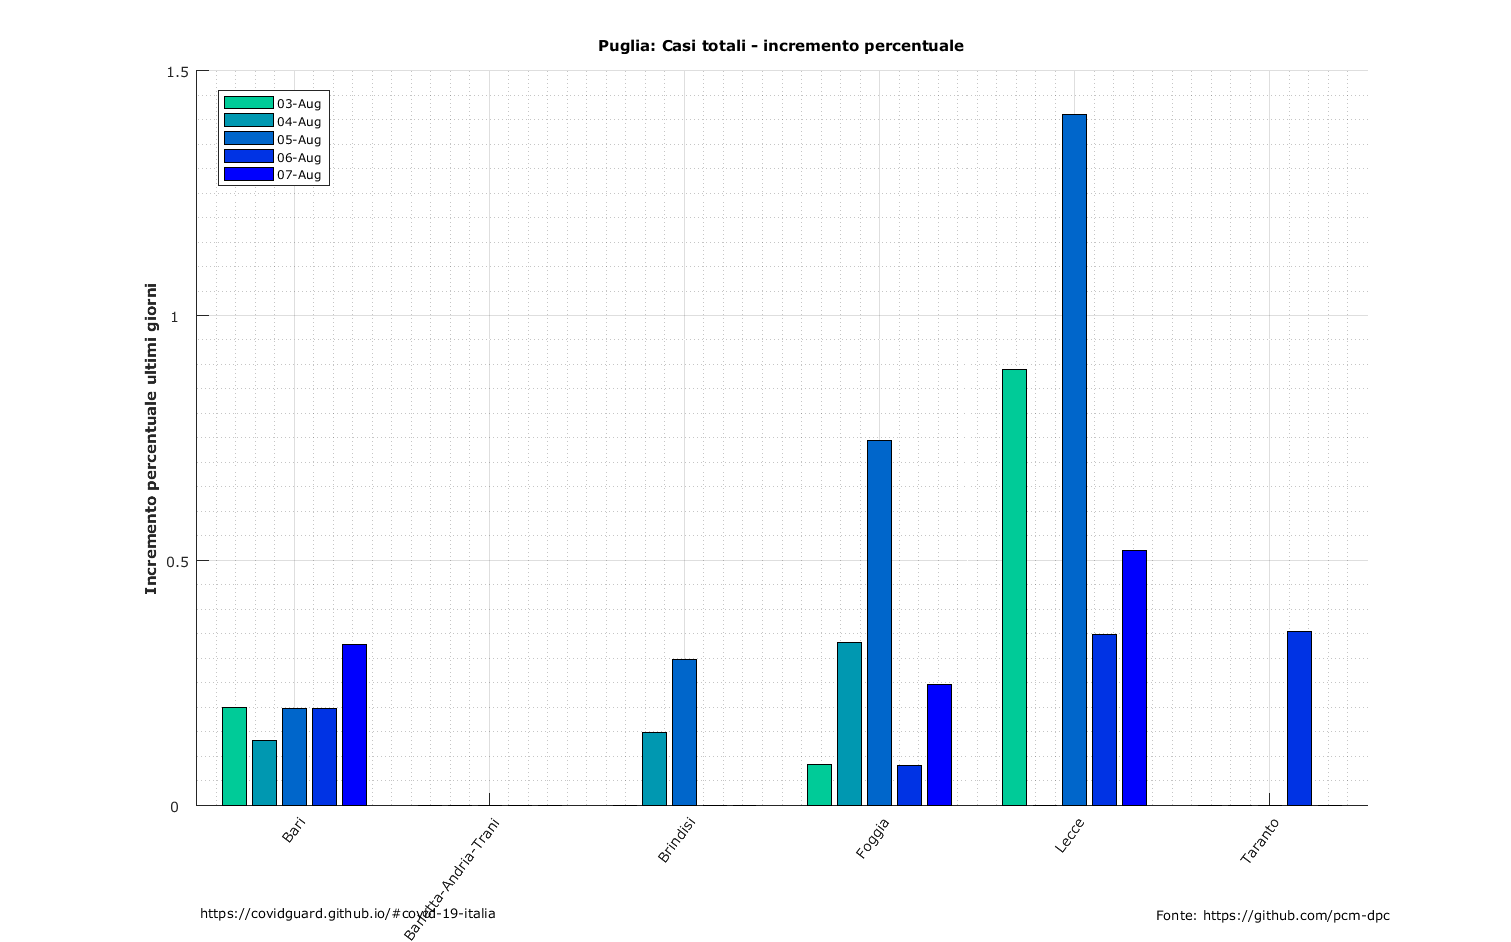 Puglia: Casi totali - incremento percentuale
1.5
1
0.5
0
Incremento percentuale ultimi giorni
03-Aug
04-Aug
05-Aug
06-Aug
07-Aug
Bari
Barletta-Andria-Trani
Brindisi
Foggia
Lecce
Taranto
https://covidguard.github.io/#covid-19-italia
Fonte: https://github.com/pcm-dpc